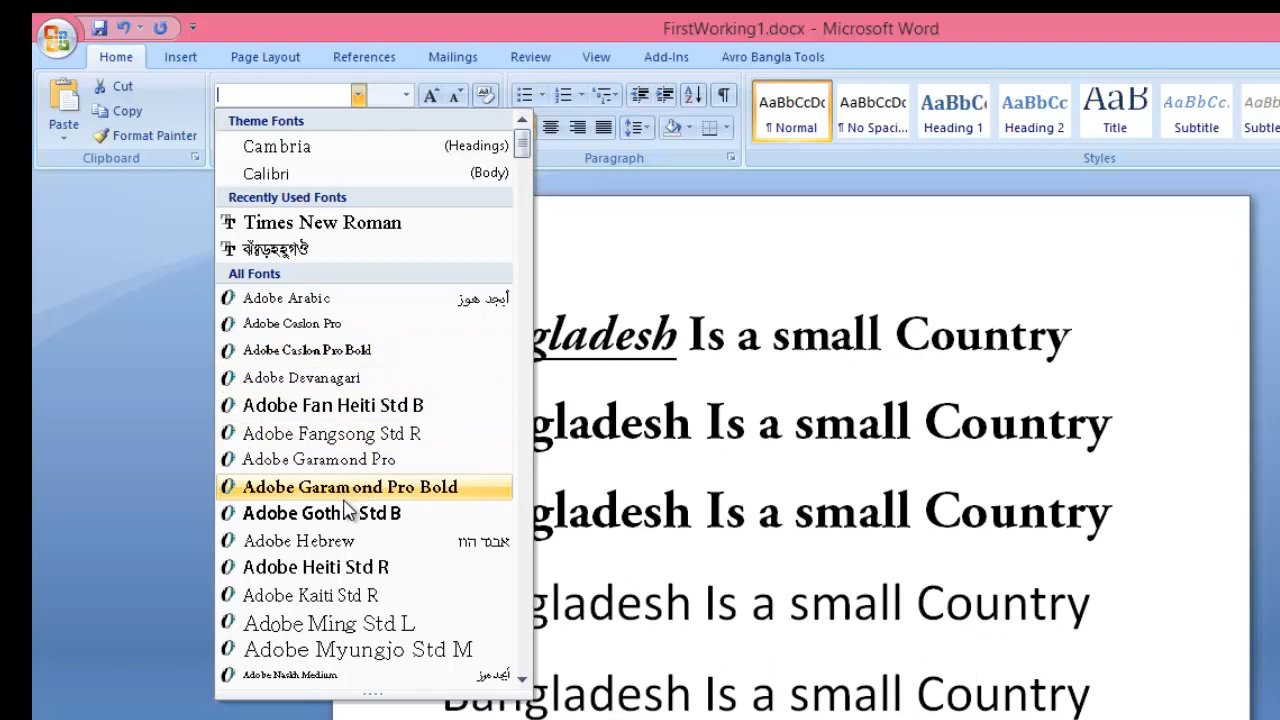 FirstWorking1.docx - Microsoft Word
Home Insert Page Layout References Mailings Review View Add-Ins Avro Bangla Tools
Paste
Cut
Copy
Format Painter
Clipboard
Paragraph
AaBbCcDc AaBbCcDc AaBbC AaBbCc AaB AaBbCc.
¶ Normal ¶ No Spaci... Heading 1 Heading 2 Title Subtitle
Styles
Theme Fonts
Cambria (Headings)
Calibri (Body)
Recently Used Fonts
Times New Roman
All Fonts
Adobe Arabic أبجد هوز
Adobe Caslon Pro
Adobe Caslon Pro Bold
Adobe Devanagari
Adobe Fan Heiti Std B
Adobe Fangsong Std R
Adobe Garamond Pro
Adobe Garamond Pro Bold
Adobe Gothic Std B
Adobe Hebrew אבגד הוז
Adobe Heiti Std R
Adobe Kaiti Std R
Adobe Ming Std L
Adobe Myungjo Std M
Adobe Naskh Medium أبجد هوز
gladesh Is a small Country
gladesh Is a small Country
gladesh Is a small Country
gladesh Is a small Country
Bangladesh Is a small Country